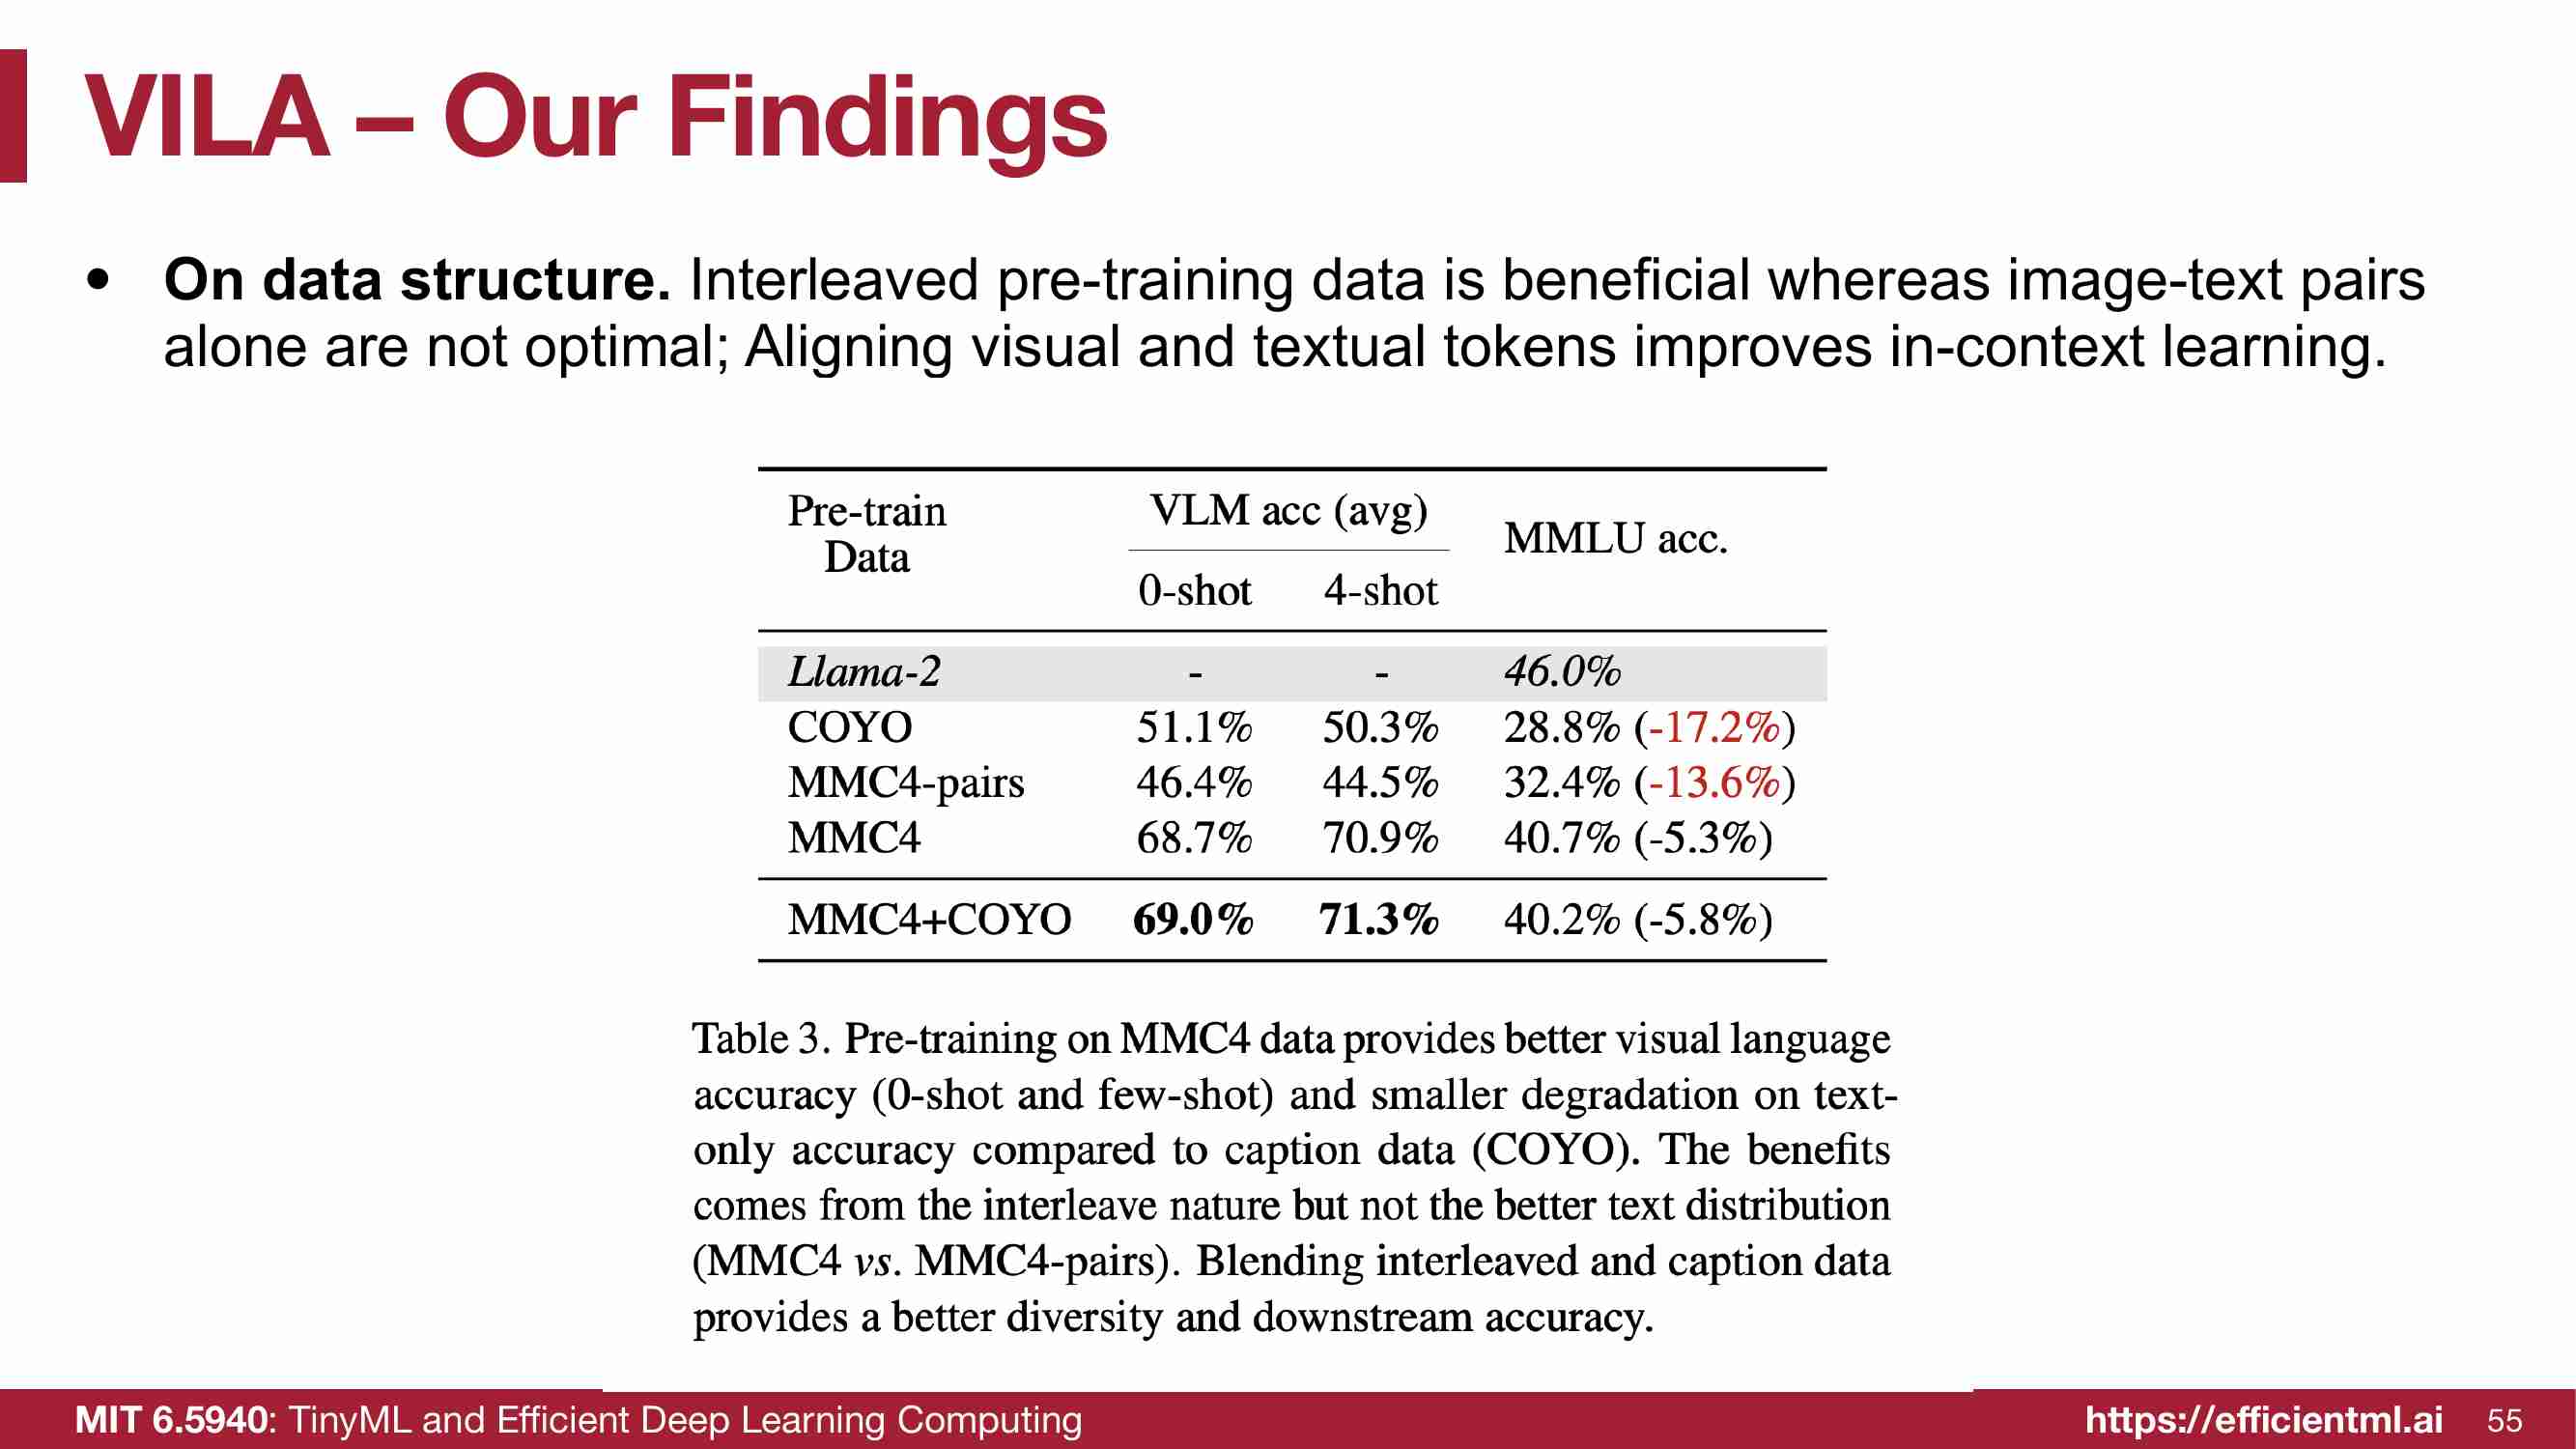 VILA – Our Findings
• On data structure. Interleaved pre-training data is beneficial whereas image-text pairs
alone are not optimal; Aligning visual and textual tokens improves in-context learning.
Pre-train Data VLM acc (avg) MMLU acc.
0-shot 4-shot
Llama-2 - - 46.0%
COYO 51.1% 50.3% 28.8% (-17.2%)
MMC4-pairs 46.4% 44.5% 32.4% (-13.6%)
MMC4 68.7% 70.9% 40.7% (-5.3%)
MMC4+COYO 69.0% 71.3% 40.2% (-5.8%)
Table 3. Pre-training on MMC4 data provides better visual language
accuracy (0-shot and few-shot) and smaller degradation on text-
only accuracy compared to caption data (COYO). The benefits
comes from the interleave nature but not the better text distribution
(MMC4 vs. MMC4-pairs). Blending interleaved and caption data
provides a better diversity and downstream accuracy.
MIT 6.5940: TinyML and Efficient Deep Learning Computing https://efficientml.ai 55